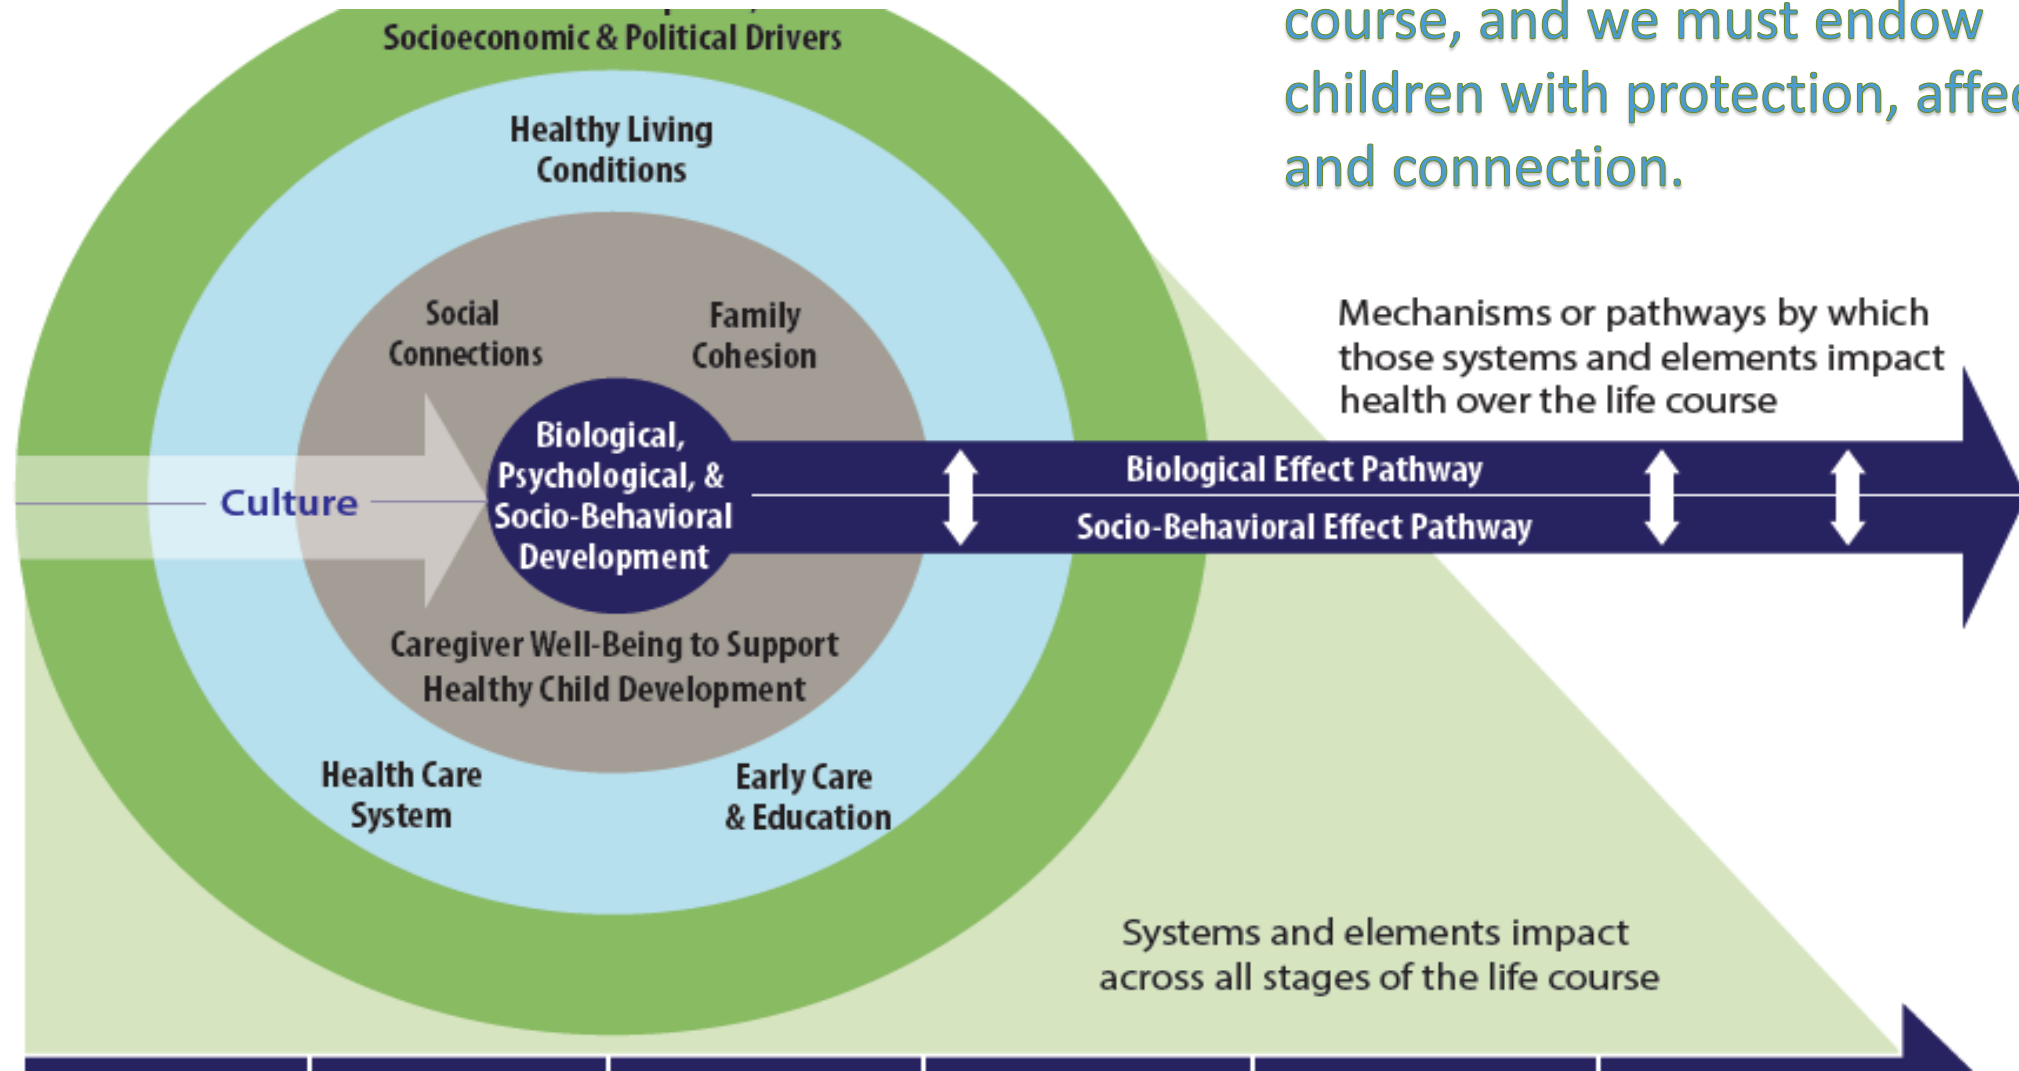 Socioeconomic & Political Drivers
course, and we must endow
children with protection,
and connection.
Healthy Living
Conditions
Social
Connections
Family
Cohesion
Mechanisms or pathways by which
those systems and elements impact
health over the life course
Biological,
Psychological, &
Socio-Behavioral
Development
Culture
Biological Effect Pathway
Socio-Behavioral Effect Pathway
Caregiver Well-Being to Support
Healthy Child Development
Health Care
System
Early Care
& Education
Systems and elements impact
across all stages of the life course